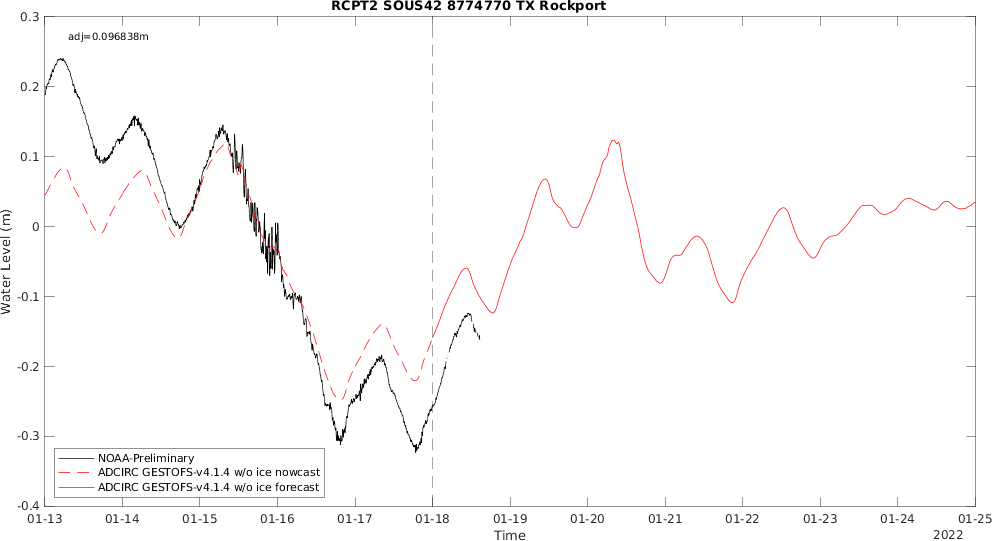 RCPT2 SOUS42 8774770 TX Rockport
adj=0.096838m
0.3
0.2
0.1
0
-0.1
-0.2
-0.3
-0.4
Water Level (m)
NOAA-Preliminary
ADCIRC GESTOFS-v4.1.4 w/o ice nowcast
ADCIRC GESTOFS-v4.1.4 w/o ice forecast
01-13 01-14 01-15 01-16 01-17 01-18 01-19 01-20 01-21 01-22 01-23 01-24 01-25
Time
2022